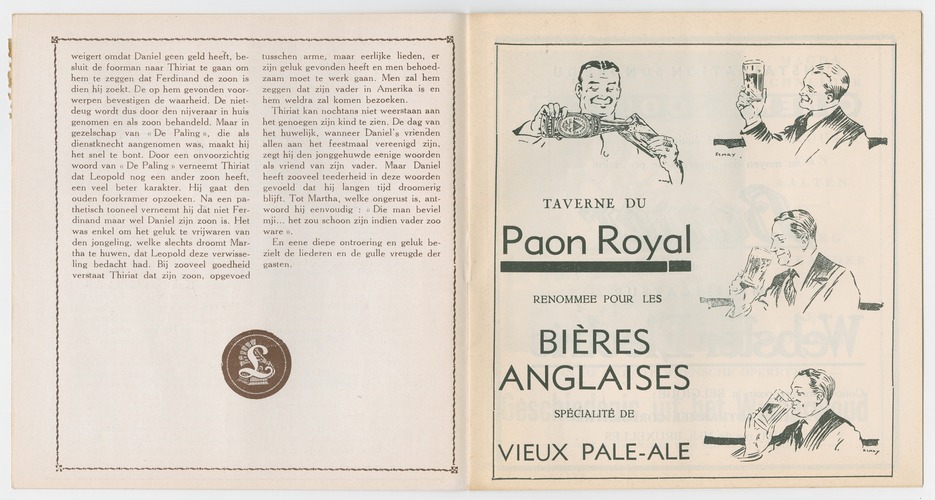 weigert omdat Daniel geen geld heeft, be-
sluit de foorman naar Thiriat te gaan om
hem te zeggen dat Ferdinand de zoon is
dien hij zoekt. De op hem gevonden voor-
werpen bevestigen de waarheid. De niet-
deug wordt dus door den nijveraar in huis
genomen en als zoon behandeld. Maar in
gezelschap van « De Paling », die als
dienstknecht aangenomen was, maakt hij
het snel te bont. Door een onvoorzichtig
woord van « De Paling » verneemt Thiriat
dat Leopold nog een ander zoon heeft,
een veel beter karakter. Hij gaat den
ouden foorkramer opzoeken. Na een pa-
thetisch tooneel verneemt hij dat niet Fer-
dinand maar wel Daniel zijn zoon is. Het
was enkel om het geluk te vrijwaren van
den jongeling, welke slechts droomt Mar-
tha te huwen, dat Leopold deze verwisse-
ling bedacht had. Bij zooveel goedheid
verstaat Thiriat dat zijn zoon, opgevoed
tusschen arme, maar eerlijke lieden, er
zijn geluk gevonden heeft en men behoed-
zaam moet te werk gaan. Men zal hem
zeggen dat zijn vader in Amerika is en
hem weldra zal komen bezoeken.
Thiriat kan nochtans niet weerstaan aan
het genoegen zijn kind te zien. De dag van
het huwelijk, wanneer Daniel's vrienden
allen aan het feestmaal vereenigd zijn,
zegt hij den jonggehuwde eenige woorden
als vriend van zijn vader. Maar Daniel
heeft zooveel teederheid in deze woorden
gevoeld dat hij langen tijd droomerig
blijft. Tot Martha, welke ongerust is, ant-
woord hij eenvoudig : « Die man beviel
mji... het zou schoon zijn indien vader zoo
ware ».
En eene diepe ontroering en geluk be-
zielt de liederen en de gulle vreugde der
gasten.
L
TAVERNE DU
Paon Royal
RENOMMEE POUR LES
BIÈRES
ANGLAISES
SPÉCIALITÉ DE
VIEUX PALE-ALE